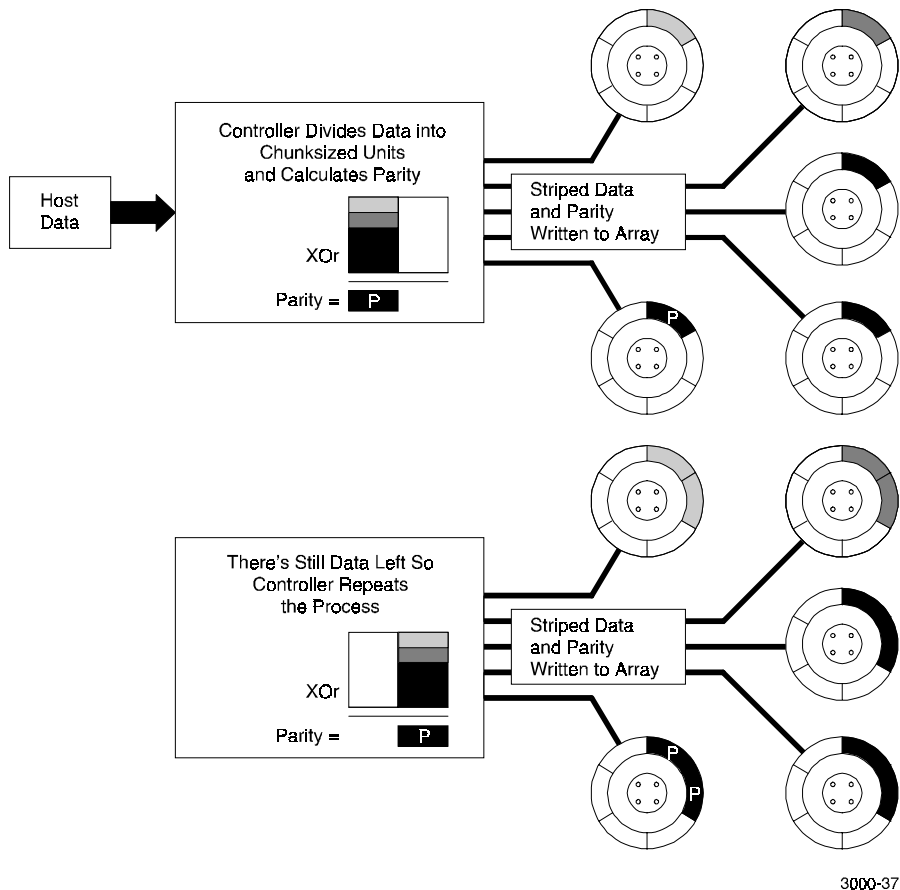 Controller Divides Data into
Chunksized Units
and Calculates Parity
Host
Data
XOr
Parity =
P
Striped Data
and Parity
Written to Array
P
There's Still Data Left So
Controller Repeats
the Process
XOr
Parity =
P
Striped Data
and Parity
Written to Array
P
P
3000-37